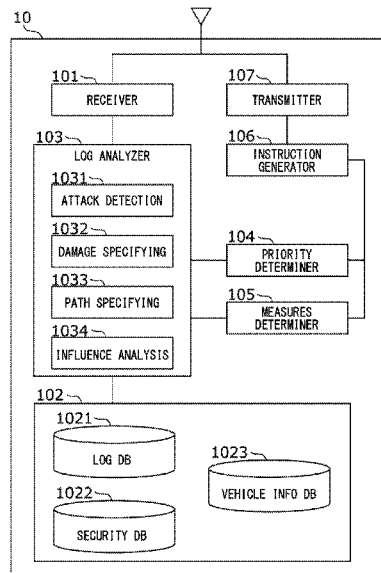 10
101
RECEIVER
107
TRANSMITTER
103
LOG ANALYZER
106
INSTRUCTION
GENERATOR
1031
ATTACK DETECTION
1032
DAMAGE SPECIFYING
104
PRIORITY
DETERMINER
1033
PATH SPECIFYING
105
MEASURES
DETERMINER
1034
INFLUENCE ANALYSIS
102
1021
LOG DB
1023
VEHICLE INFO DB
1022
SECURITY DB